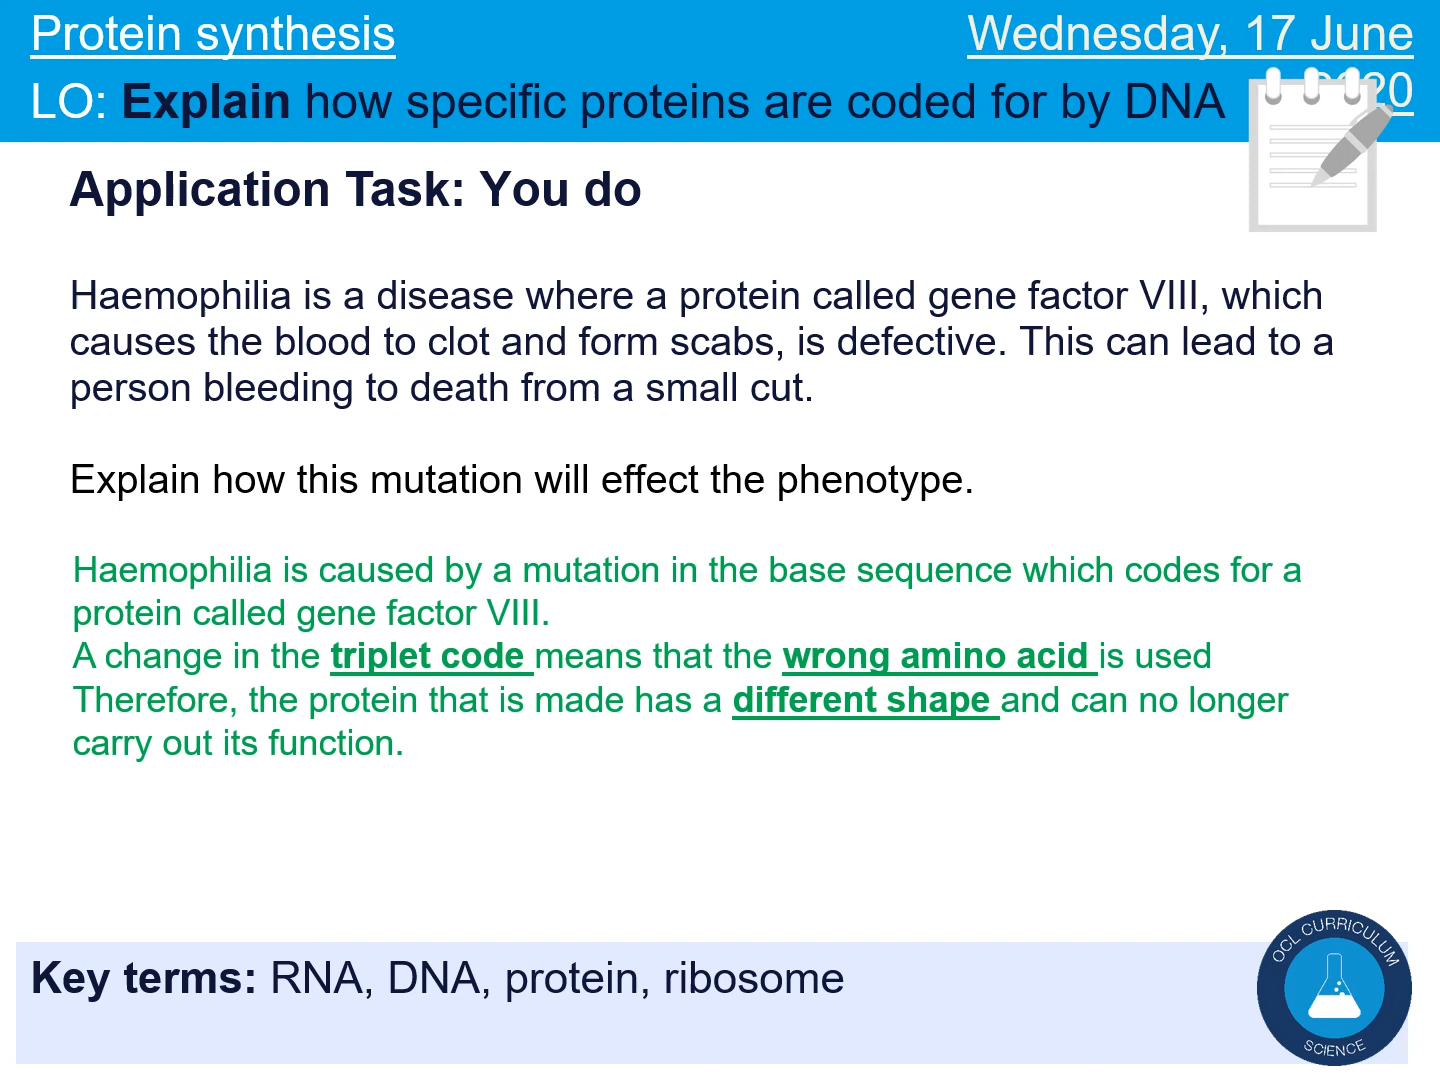 Protein synthesis
Wednesday, 17 June
20
LO: Explain how specific proteins are coded for by DNA
Application Task: You do
Haemophilia is a disease where a protein called gene factor VIII, which
causes the blood to clot and form scabs, is defective. This can lead to a
person bleeding to death from a small cut.
Explain how this mutation will effect the phenotype.
Haemophilia is caused by a mutation in the base sequence which codes for a
protein called gene factor VIII.
A change in the triplet code means that the wrong amino acid is used
Therefore, the protein that is made has a different shape and can no longer
carry out its function.
Key terms: RNA, DNA, protein, ribosome
OCL CURRICULUM
SCIENCE